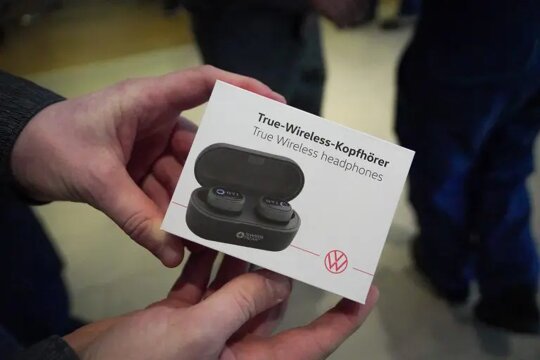 True-Wireless-Kopfhörer
True Wireless headphones